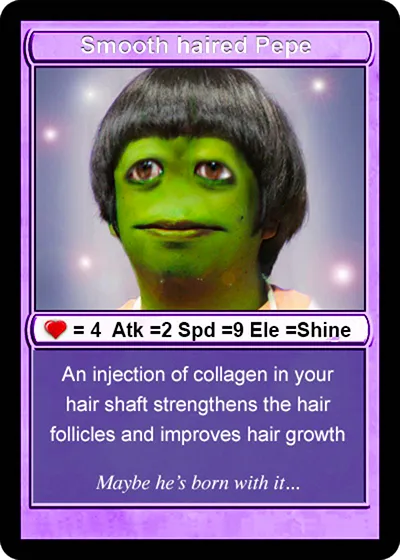 Smooth haired Pepe
❤ = 4 Atk =2 Spd =9 Ele =Shine
An injection of collagen in your
hair shaft strengthens the hair
follicles and improves hair growth
Maybe he's born with it...